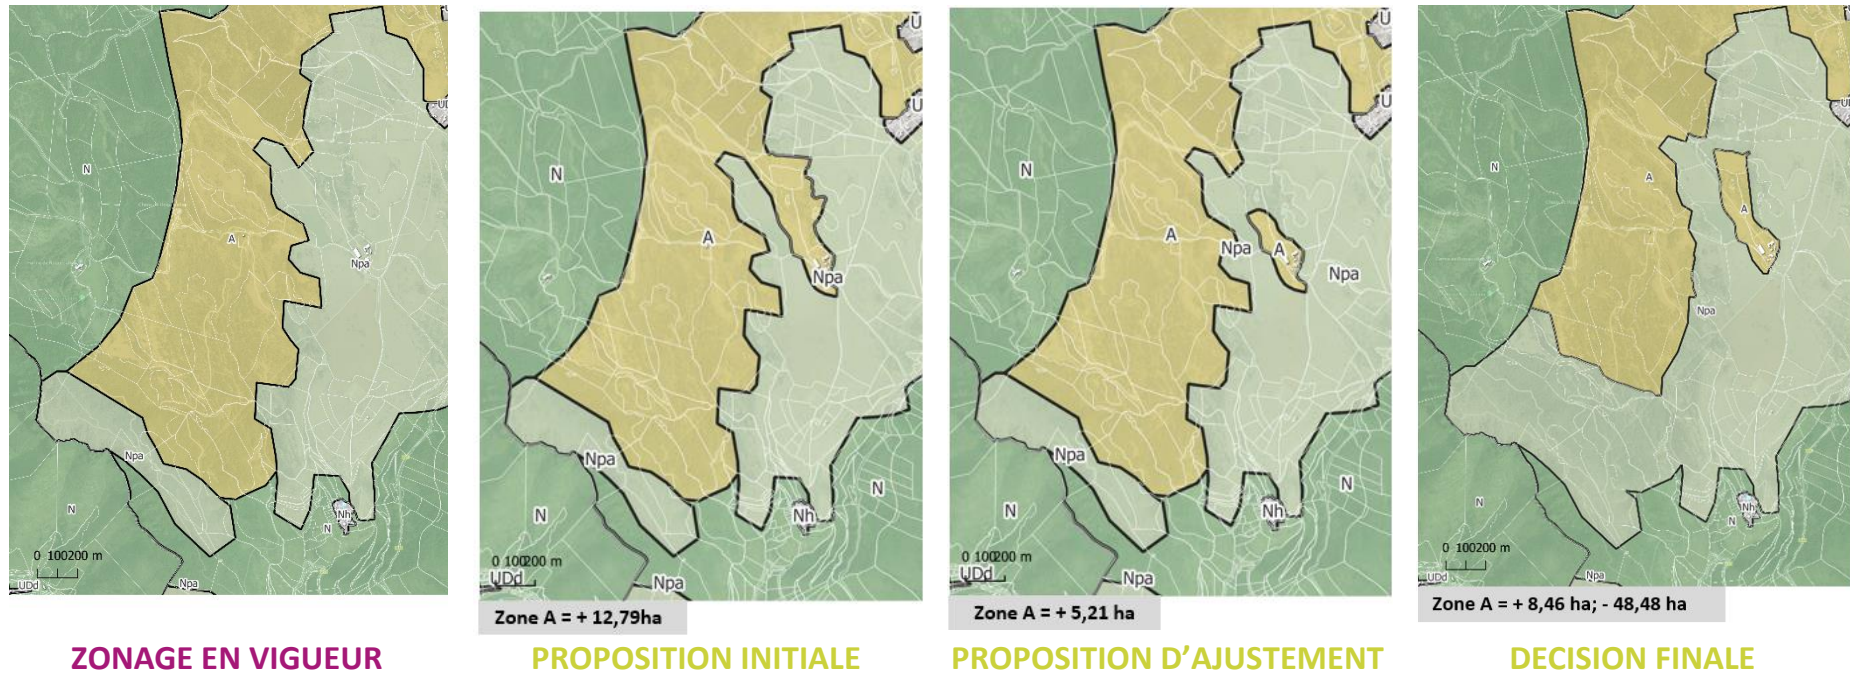 N
A
Npa
UD
Npa
N
Nh
N
0 100200 m
UDd
Npa
U
U
N
A
Npa
Npa
N
N
Nh
0 100200 m
UDd
Npa
Zone A = + 12,79ha
U
U
N
A
Npa
A
Npa
Npa
N
N
Nh
0 100200 m
UDd
Npa
Zone A = + 5,21 ha
U
N
A
A
Npa
N
Nh
N
0 100200 m
UDd
Npa
Zone A = + 8,46 ha; - 48,48 ha
ZONAGE EN VIGUEUR
PROPOSITION INITIALE
PROPOSITION D'AJUSTEMENT
DECISION FINALE